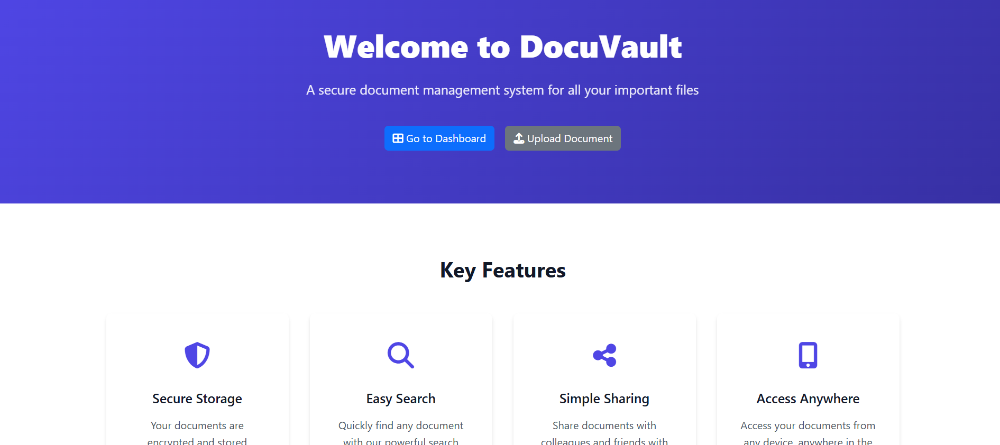 Welcome to DocuVault
A secure document management system for all your important files
Go to Dashboard
Upload Document
Key Features
Secure Storage
Your documents are
encrypted and stored
Easy Search
Quickly find any document
with our powerful search
Simple Sharing
Share documents with
colleagues and friends with
Access Anywhere
Access your documents from
any device, anywhere in the